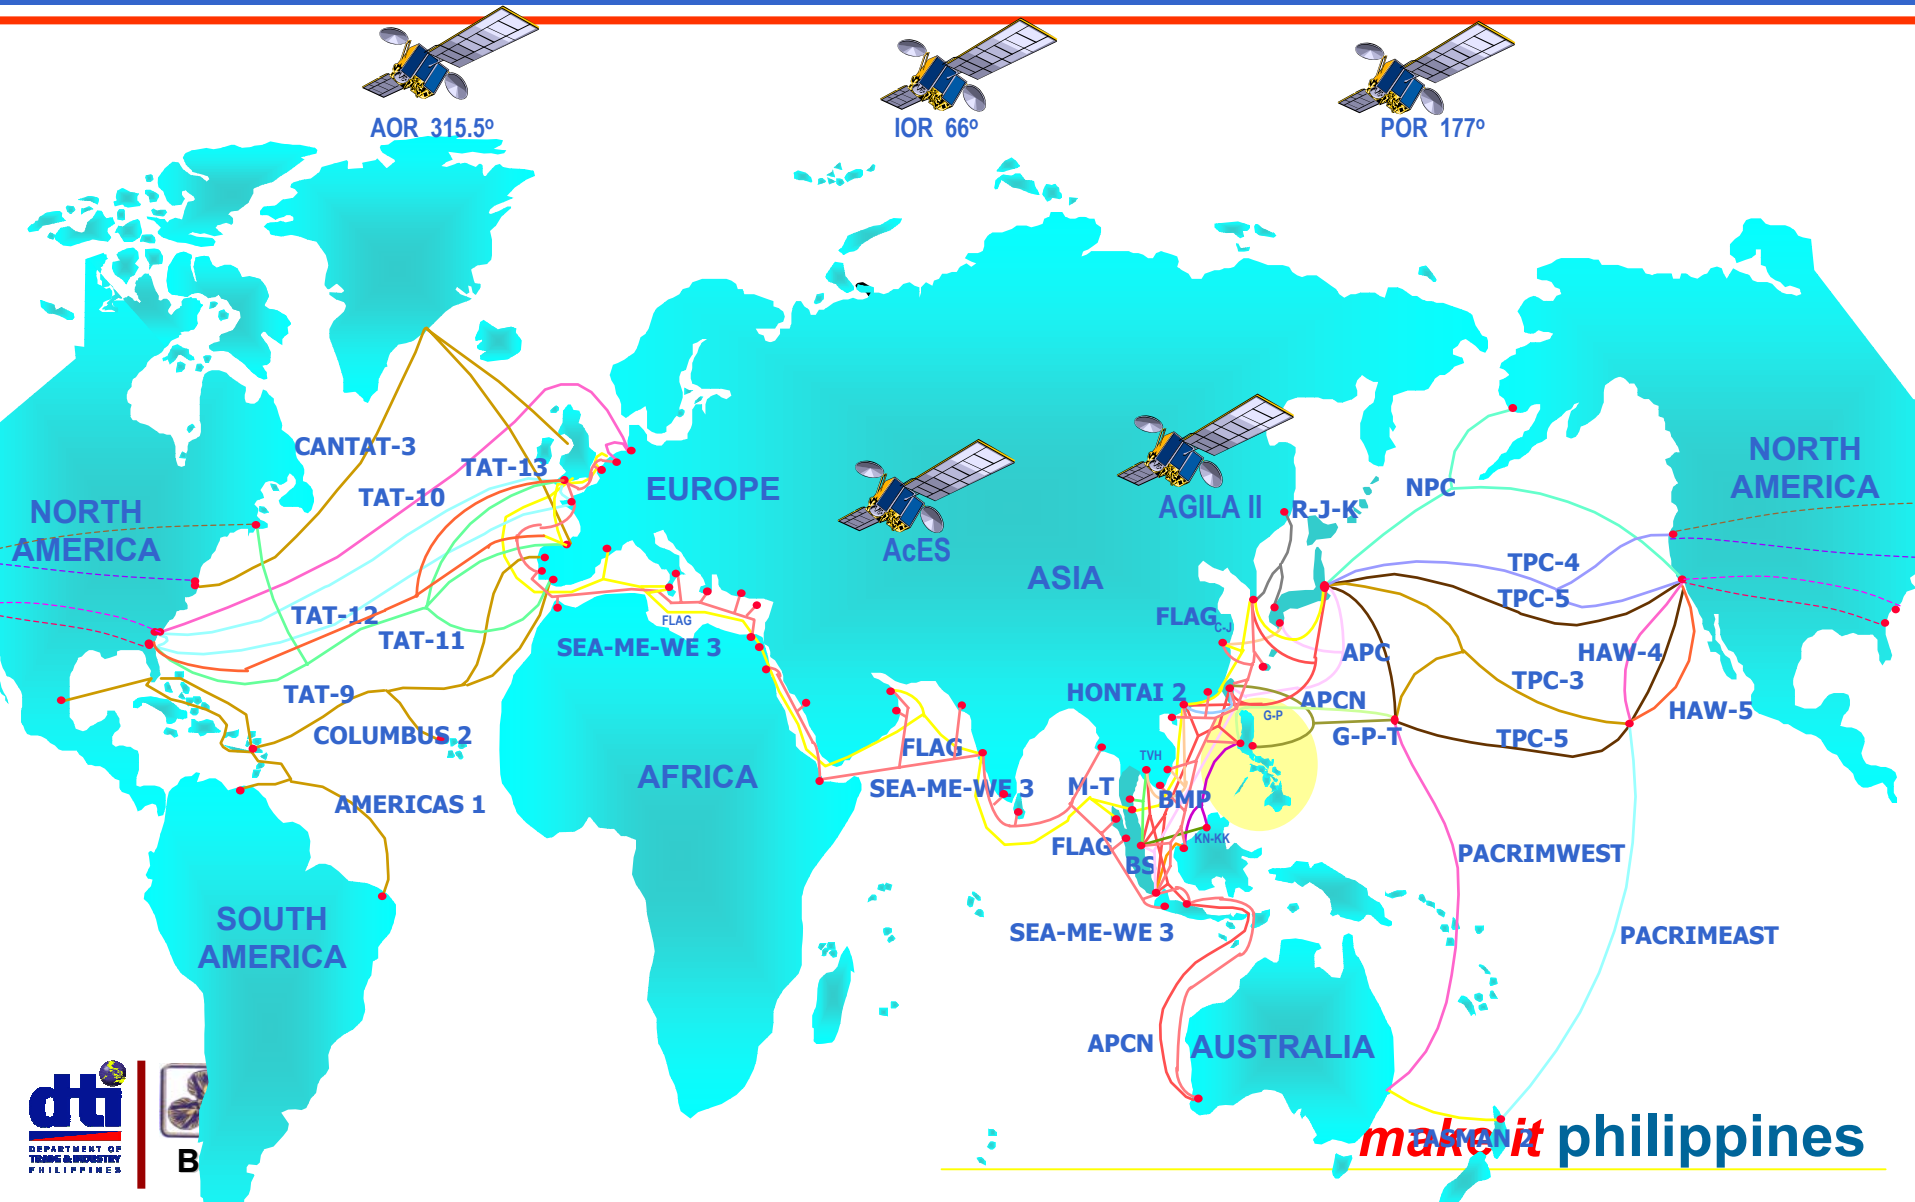 AOR 315.5º
IOR 66º
POR 177º
CANTAT-3
TAT-13
TAT-10
NORTH
AMERICA
EUROPE
AcES
AGILA II
R-J-K
ASIA
NPC
NORTH
AMERICA
TPC-4
TPC-5
TAT-12
TAT-11
FLAG
SEA-ME-WE 3
FLAG
C-J
APC
HAW-4
TPC-3
TAT-9
HONTAI 2
APCN
HAW-5
G-P
G-P-T
TPC-5
COLUMBUS 2
FLAG
TVH
AFRICA
SEA-ME-WE 3
M-T
BMP
AMERICAS 1
KN-KK
FLAG
BS
PACRIMWEST
SOUTH
AMERICA
SEA-ME-WE 3
PACRIMEAST
APCN
AUSTRALIA
dti
DEPARTMENT OF
TRADE & INDUSTRY
PHILIPPINES
B
make it philippines
TASMAN 2